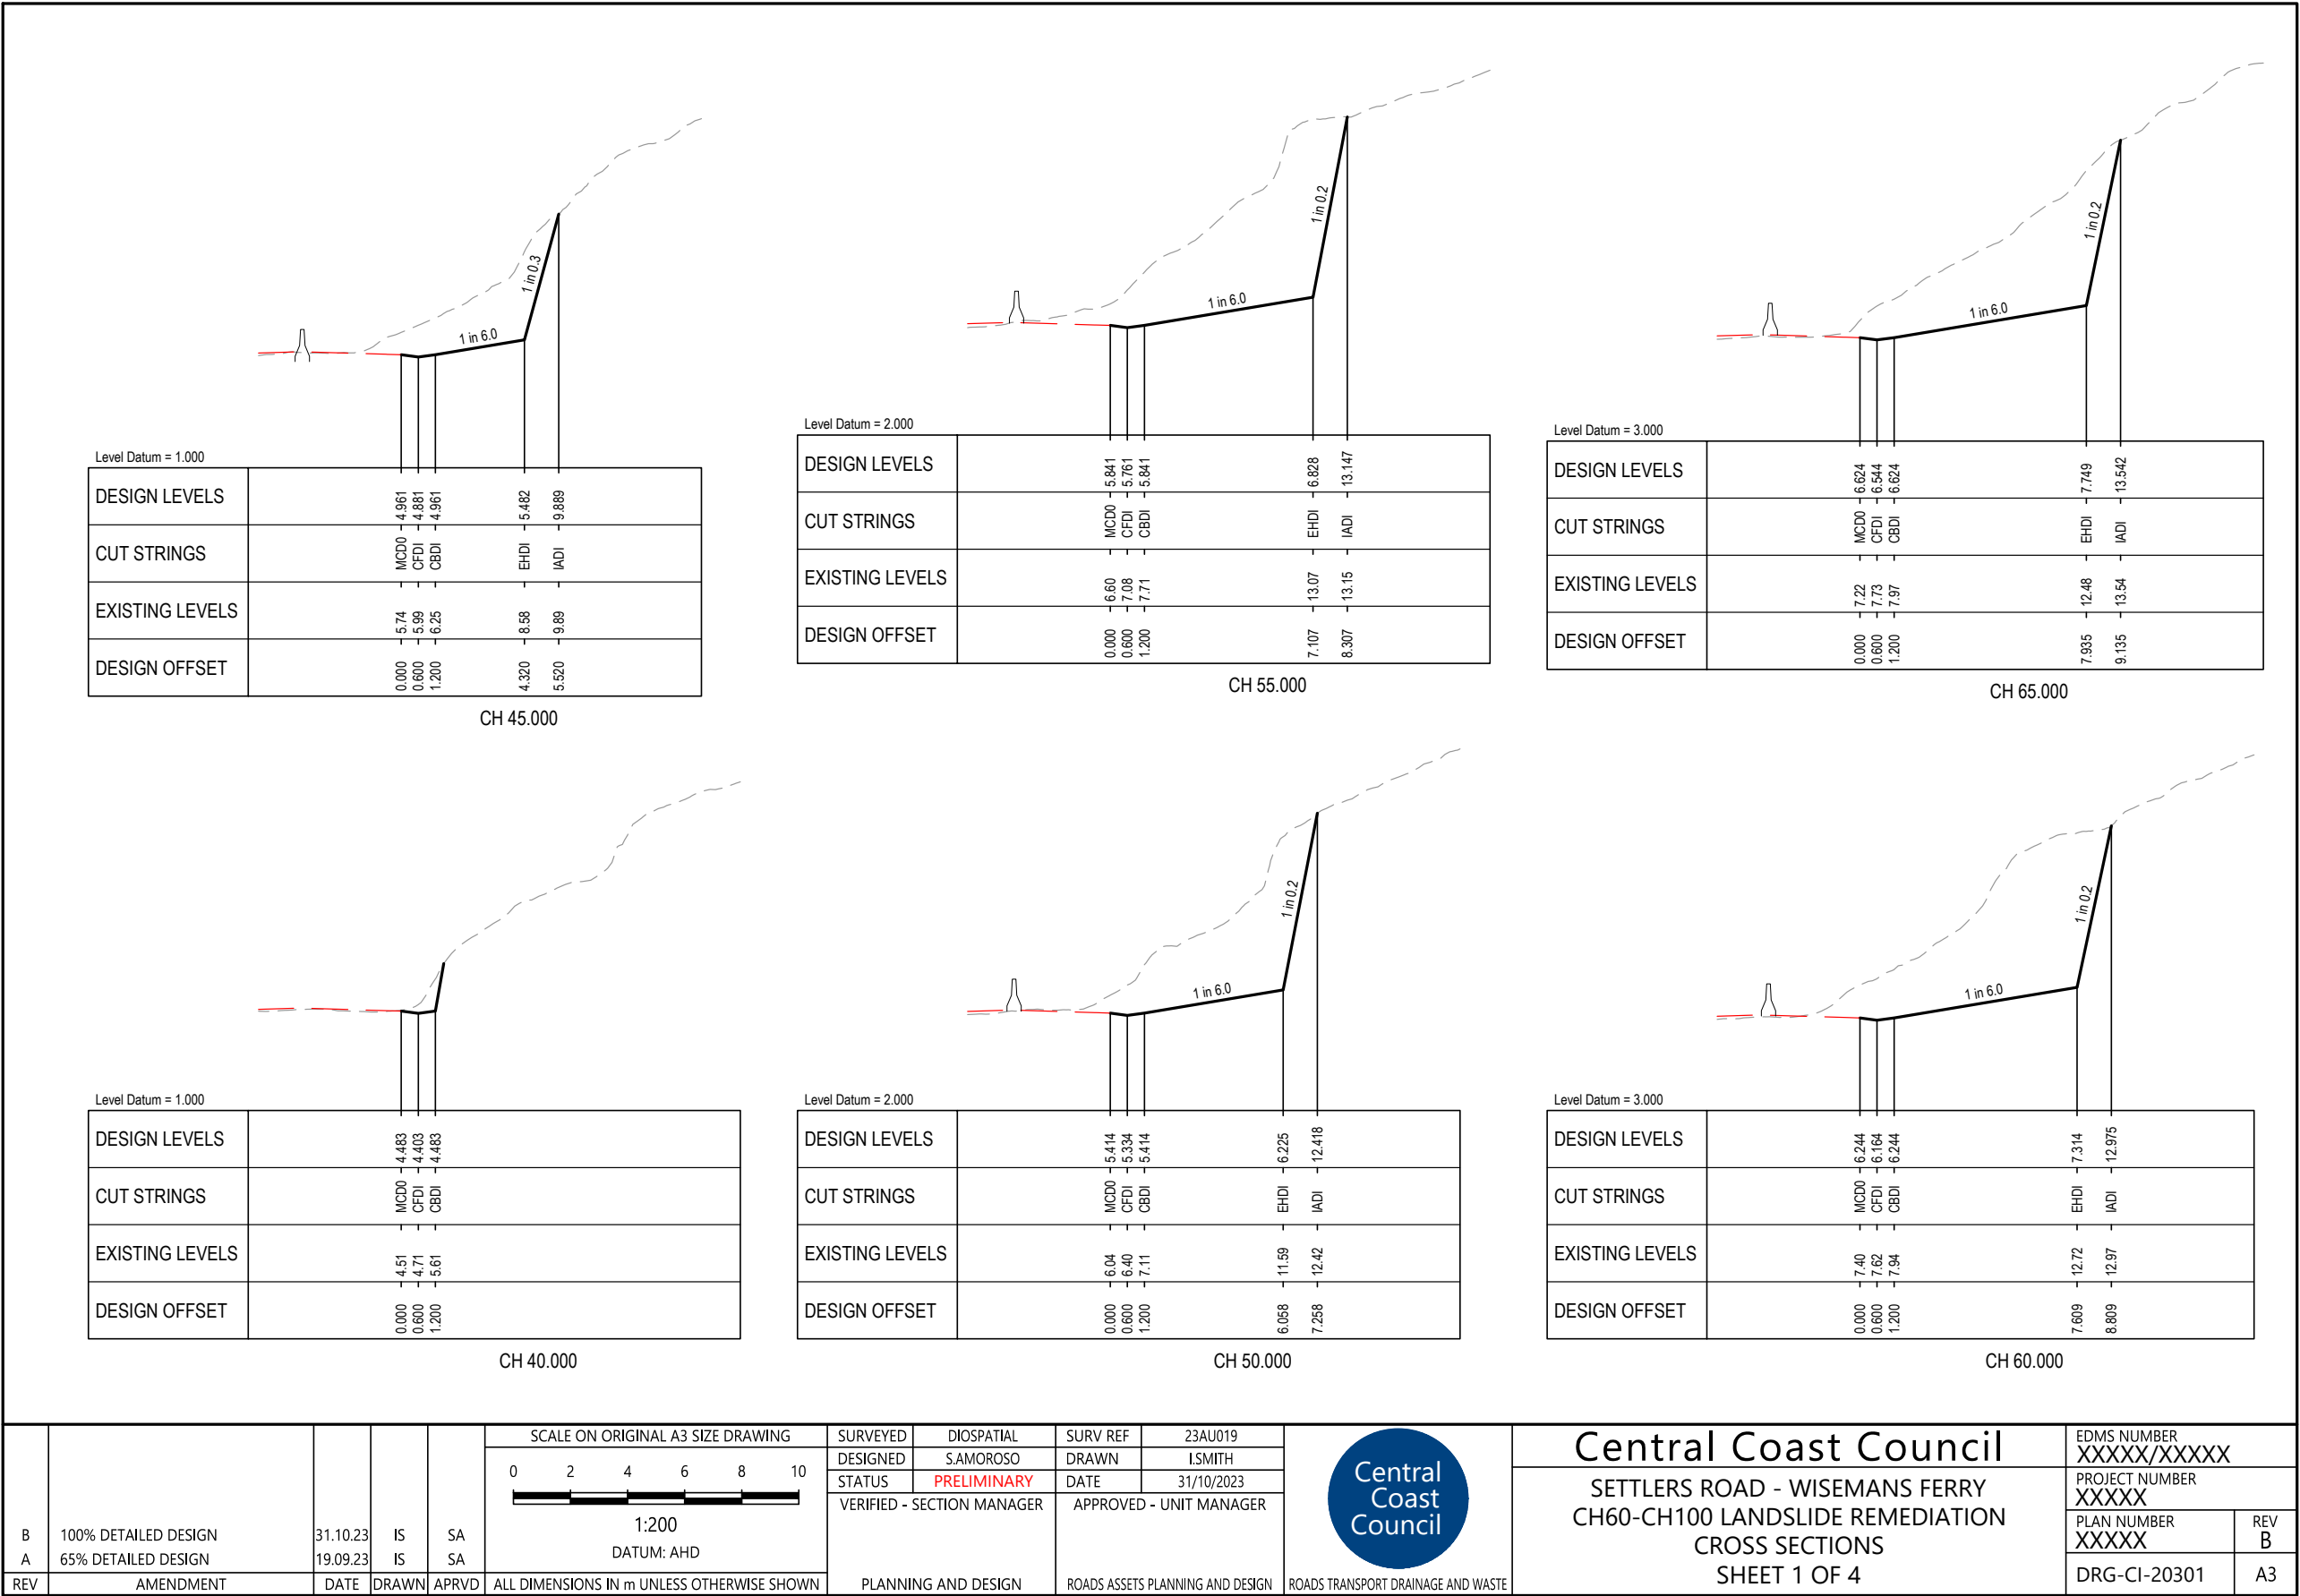 1 in 0.3
1 in 6.0
Level Datum = 1.000
DESIGN LEVELS 4.961 4.881 4.961 5.482 9.889
CUT STRINGS MCD0 CFDI CBDI EHDI IADI
EXISTING LEVELS 5.74 5.99 6.25 8.58 9.89
DESIGN OFFSET 0.000 0.600 1.200 4.320 5.520
CH 45.000
1 in 0.2
1 in 6.0
Level Datum = 2.000
DESIGN LEVELS 5.841 5.761 5.841 6.828 13.147
CUT STRINGS MCD0 CFDI CBDI EHDI IADI
EXISTING LEVELS 6.60 7.08 7.71 13.07 13.15
DESIGN OFFSET 0.000 0.600 1.200 7.107 8.307
CH 55.000
1 in 0.2
1 in 6.0
Level Datum = 3.000
DESIGN LEVELS 6.624 6.544 6.624 7.749 13.542
CUT STRINGS MCD0 CFDI CBDI EHDI IADI
EXISTING LEVELS 7.22 7.73 7.97 12.48 13.54
DESIGN OFFSET 0.000 0.600 1.200 7.935 9.135
CH 65.000
Level Datum = 1.000
DESIGN LEVELS 4.483 4.403 4.483
CUT STRINGS MCD0 CFDI CBDI
EXISTING LEVELS 4.51 4.71 5.61
DESIGN OFFSET 0.000 0.600 1.200
CH 40.000
1 in 0.2
1 in 6.0
Level Datum = 2.000
DESIGN LEVELS 5.414 5.334 5.414 6.225 12.418
CUT STRINGS MCD0 CFDI CBDI EHDI IADI
EXISTING LEVELS 6.04 6.40 7.11 11.59 12.42
DESIGN OFFSET 0.000 0.600 1.200 6.058 7.258
CH 50.000
1 in 0.2
1 in 6.0
Level Datum = 3.000
DESIGN LEVELS 6.244 6.164 6.244 7.314 12.975
CUT STRINGS MCD0 CFDI CBDI EHDI IADI
EXISTING LEVELS 7.40 7.62 7.94 12.72 12.97
DESIGN OFFSET 0.000 0.600 1.200 7.609 8.809
CH 60.000
B 100% DETAILED DESIGN 31.10.23 IS SA
A 65% DETAILED DESIGN 19.09.23 IS SA
REV AMENDMENT DATE DRAWN APRVD
SCALE ON ORIGINAL A3 SIZE DRAWING
0 2 4 6 8 10
1:200
DATUM: AHD
ALL DIMENSIONS IN m UNLESS OTHERWISE SHOWN
SURVEYED DIOSPATIAL SURV REF 23AU019
DESIGNED S.AMOROSO DRAWN I.SMITH
STATUS PRELIMINARY DATE 31/10/2023
VERIFIED - SECTION MANAGER APPROVED - UNIT MANAGER
PLANNING AND DESIGN ROADS ASSETS PLANNING AND DESIGN
Central
Coast
Council
ROADS TRANSPORT DRAINAGE AND WASTE
Central Coast Council
SETTLERS ROAD - WISEMANS FERRY
CH60-CH100 LANDSLIDE REMEDIATION
CROSS SECTIONS
SHEET 1 OF 4
EDMS NUMBER
XXXXX/XXXXX
PROJECT NUMBER
XXXXX
PLAN NUMBER REV
XXXXX B
DRG-CI-20301 A3